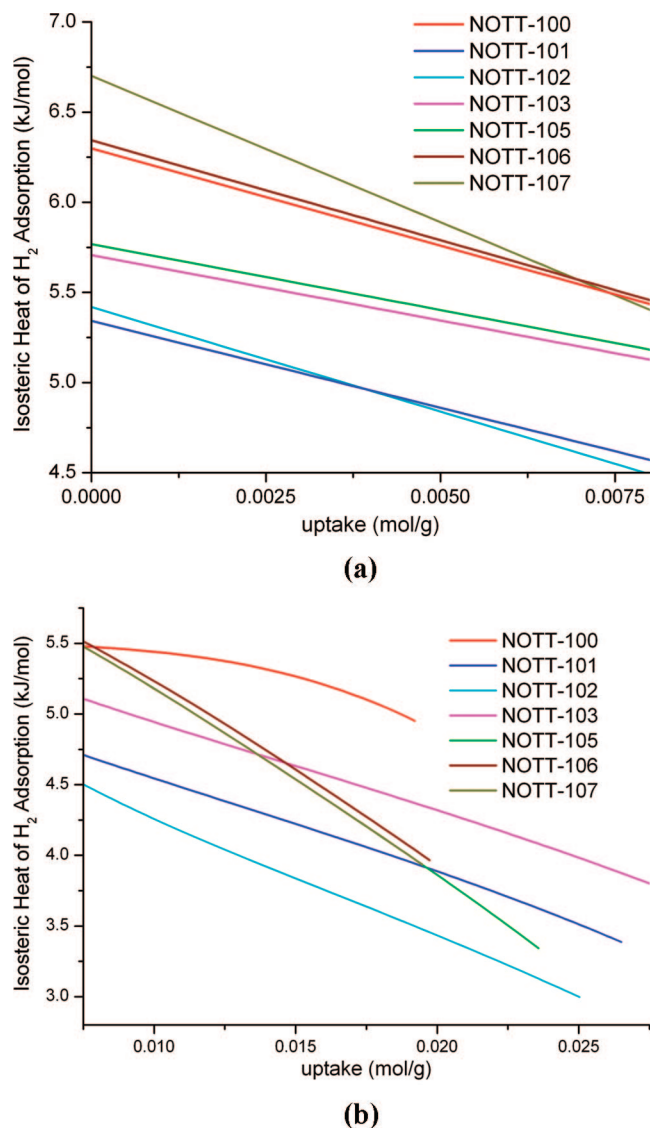 7.0
6.5
6.0
5.5
5.0
4.5
Isosteric Heat of H₂ Adsorption (kJ/mol)
NOTT-100
NOTT-101
NOTT-102
NOTT-103
NOTT-105
NOTT-106
NOTT-107
0.0000 0.0025 0.0050 0.0075
uptake (mol/g)
(a)
5.5
5.0
4.5
4.0
3.5
3.0
Isosteric Heat of H₂ Adsorption (kJ/mol)
NOTT-100
NOTT-101
NOTT-102
NOTT-103
NOTT-105
NOTT-106
NOTT-107
0.010 0.015 0.020 0.025
uptake (mol/g)
(b)